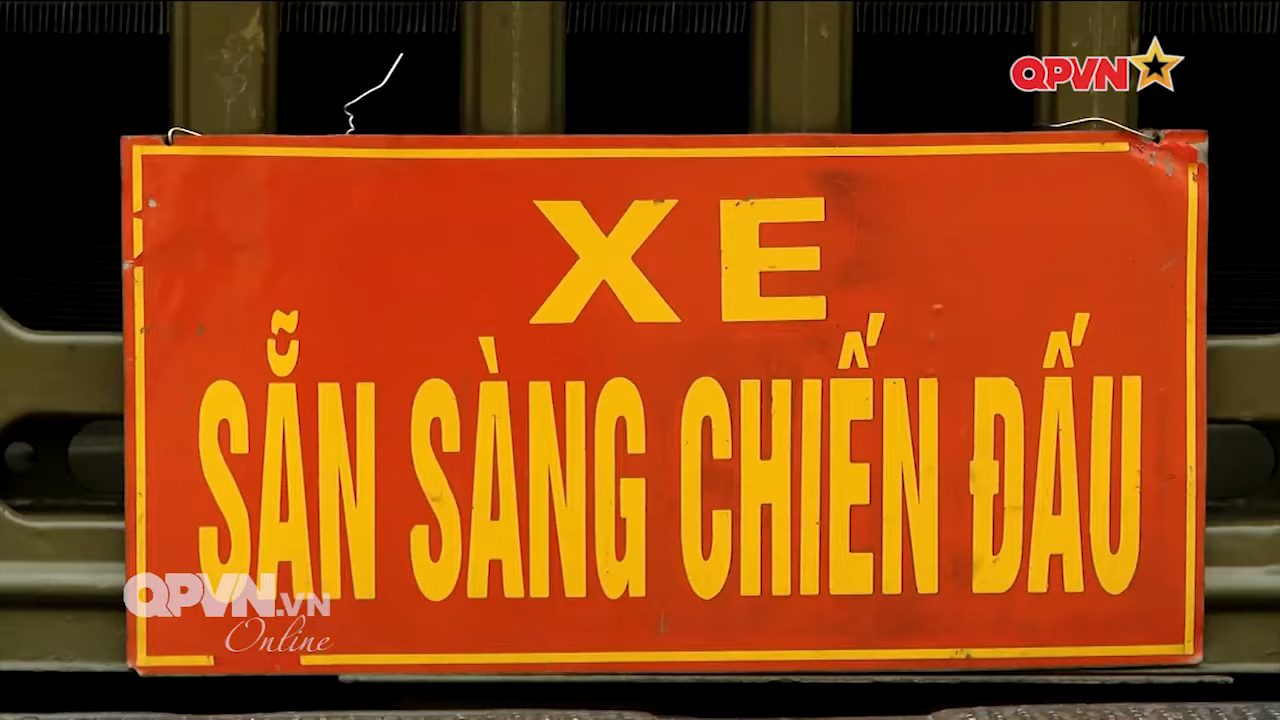 QPVN
XE
SẴN SÀNG CHIẾN ĐẤU
QPVN.VN
Online